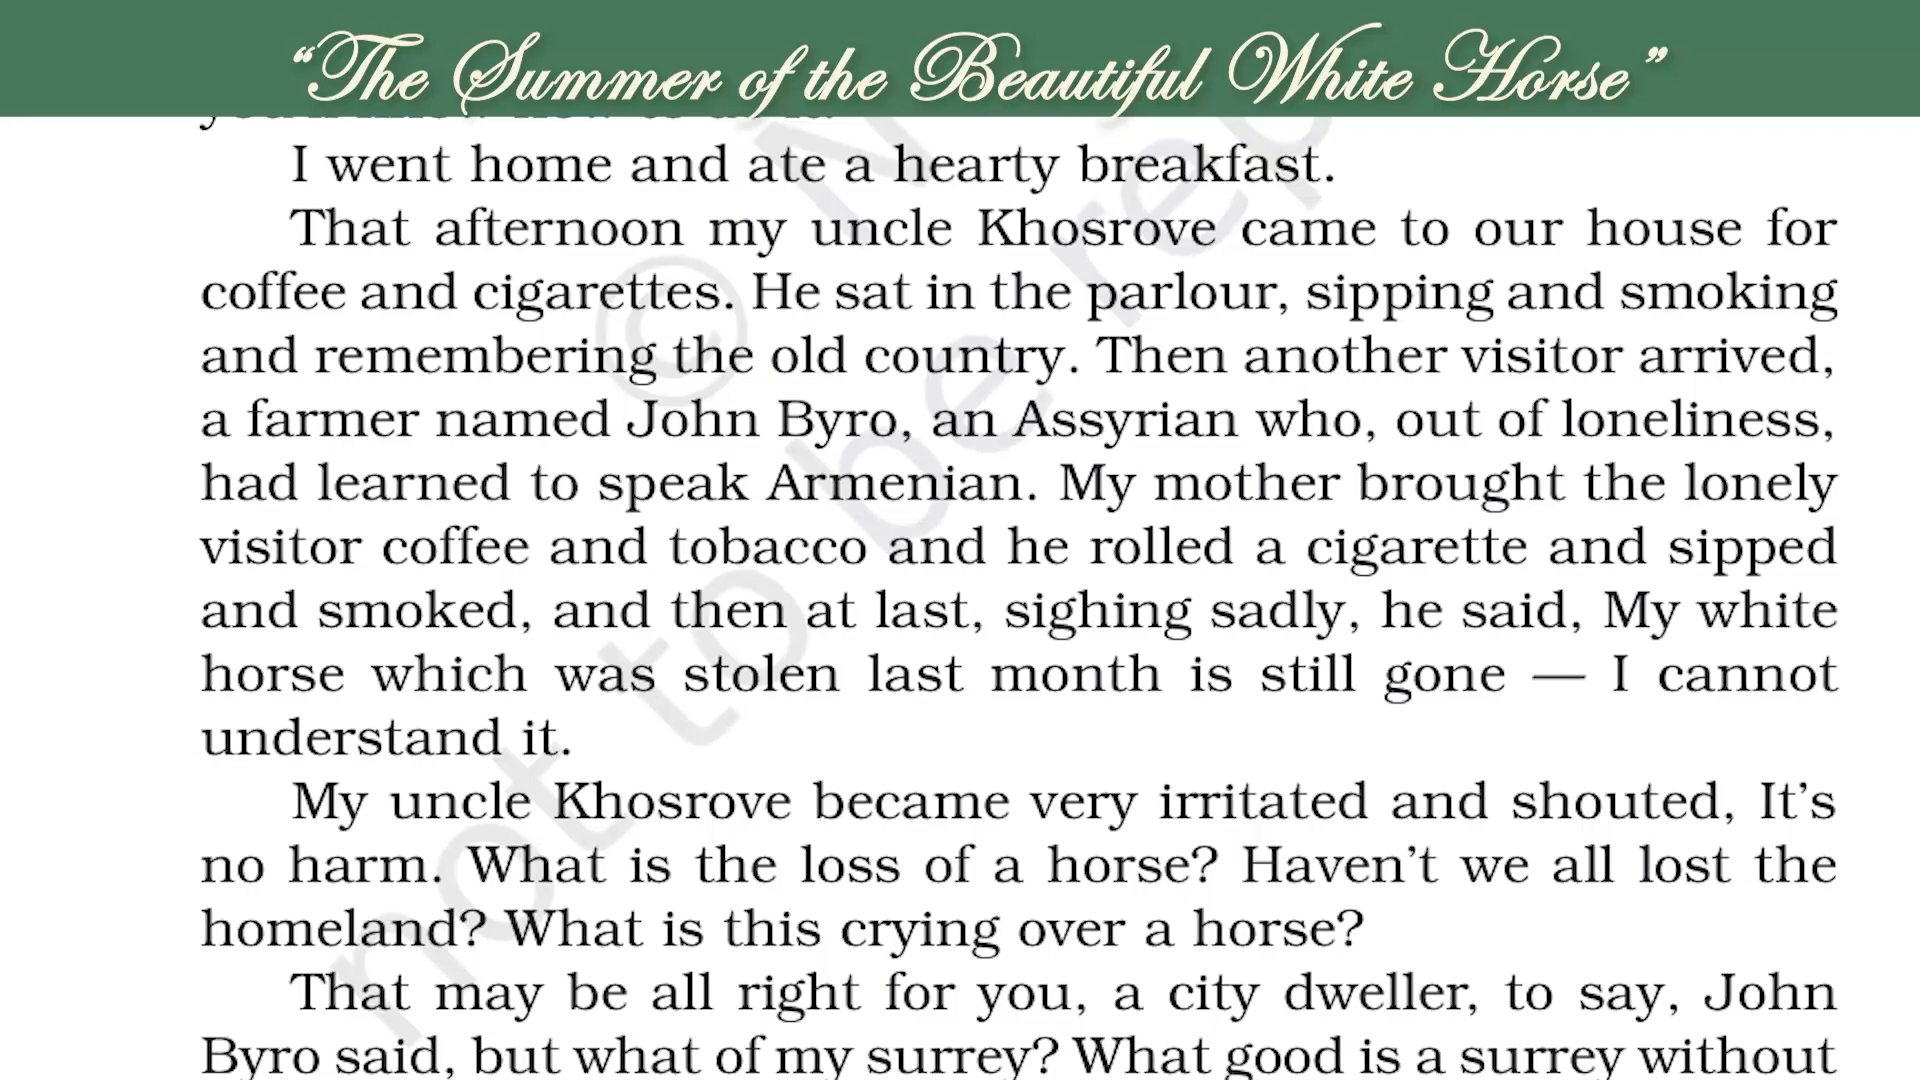 “The Summer of the Beautiful White Horse”
I went home and ate a hearty breakfast.
That afternoon my uncle Khosrove came to our house for
coffee and cigarettes. He sat in the parlour, sipping and smoking
and remembering the old country. Then another visitor arrived,
a farmer named John Byro, an Assyrian who, out of loneliness,
had learned to speak Armenian. My mother brought the lonely
visitor coffee and tobacco and he rolled a cigarette and sipped
and smoked, and then at last, sighing sadly, he said, My white
horse which was stolen last month is still gone — I cannot
understand it.
My uncle Khosrove became very irritated and shouted, It’s
no harm. What is the loss of a horse? Haven’t we all lost the
homeland? What is this crying over a horse?
That may be all right for you, a city dweller, to say, John
Byro said, but what of my surrey? What good is a surrey without
© N
not to be rep